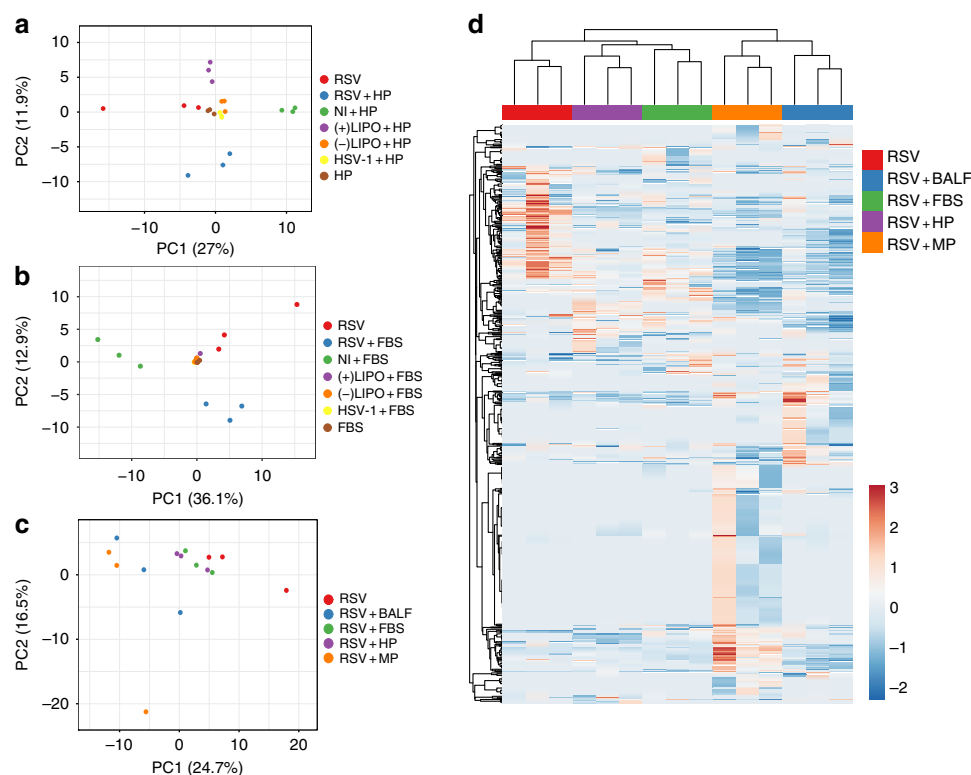 a
10
5
0
−5
−10
−10
0
10
PC2 (11.9%)
PC1 (27%)
RSV
RSV + HP
NI + HP
(+)LIPO + HP
(−)LIPO + HP
HSV-1 + HP
HP
b
10
5
0
−5
−10
−10
0
10
PC2 (12.9%)
PC1 (36.1%)
RSV
RSV + FBS
NI + FBS
(+)LIPO + FBS
(−)LIPO + FBS
HSV-1 + FBS
FBS
c
0
−10
−20
−10
0
10
20
PC2 (16.5%)
PC1 (24.7%)
RSV
RSV + BALF
RSV + FBS
RSV + HP
RSV + MP
d
RSV
RSV + BALF
RSV + FBS
RSV + HP
RSV + MP
3
2
1
0
−1
−2